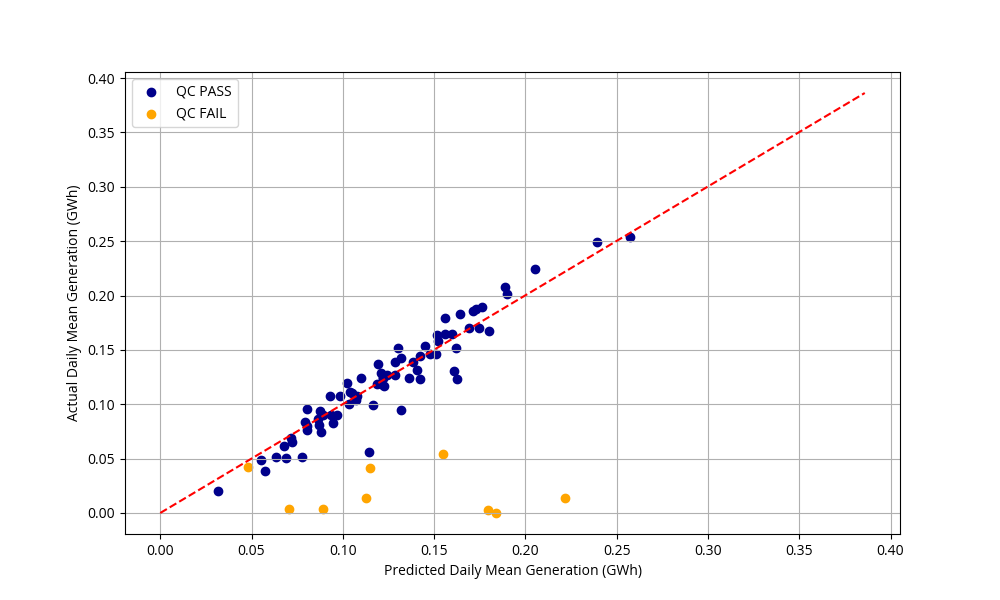 QC PASS
QC FAIL
0.40
0.35
0.30
0.25
0.20
0.15
0.10
0.05
0.00
Actual Daily Mean Generation (GWh)
0.00 0.05 0.10 0.15 0.20 0.25 0.30 0.35 0.40
Predicted Daily Mean Generation (GWh)